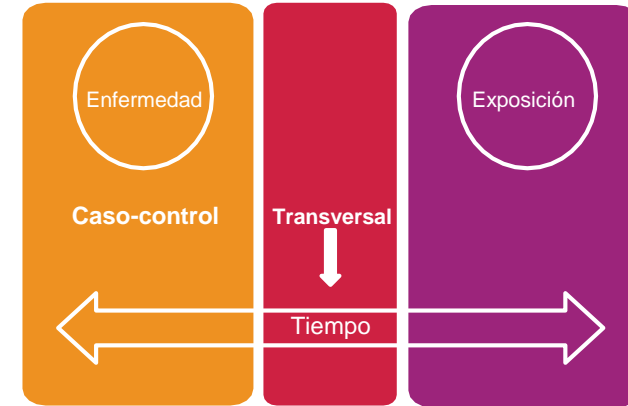 Enfermedad
Exposición
Caso-control
Transversal
Tiempo